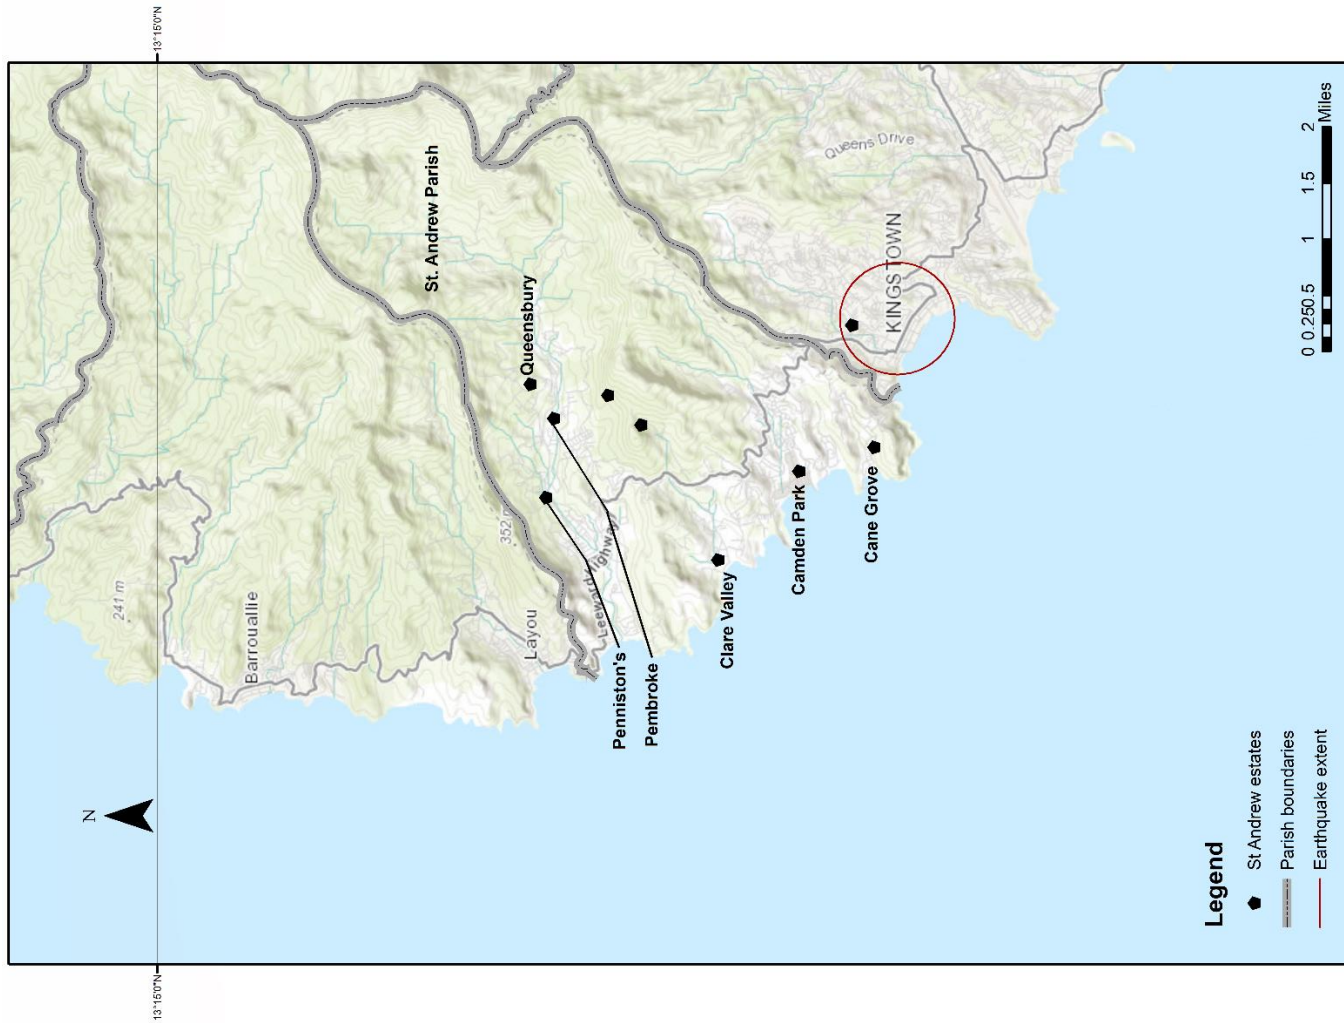 13°15'0"N
13°15'0"N
N
241 m
Barrouallie
352 m
Layou
St. Andrew Parish
Queensbury
Leeward Highway
Penniston's
Pembroke
Clare Valley
Camden Park
Cane Grove
Queens Drive
KINGSTOWN
Legend
St Andrew estates
Parish boundaries
Earthquake extent
0 0.25 0.5 1 1.5 2
Miles